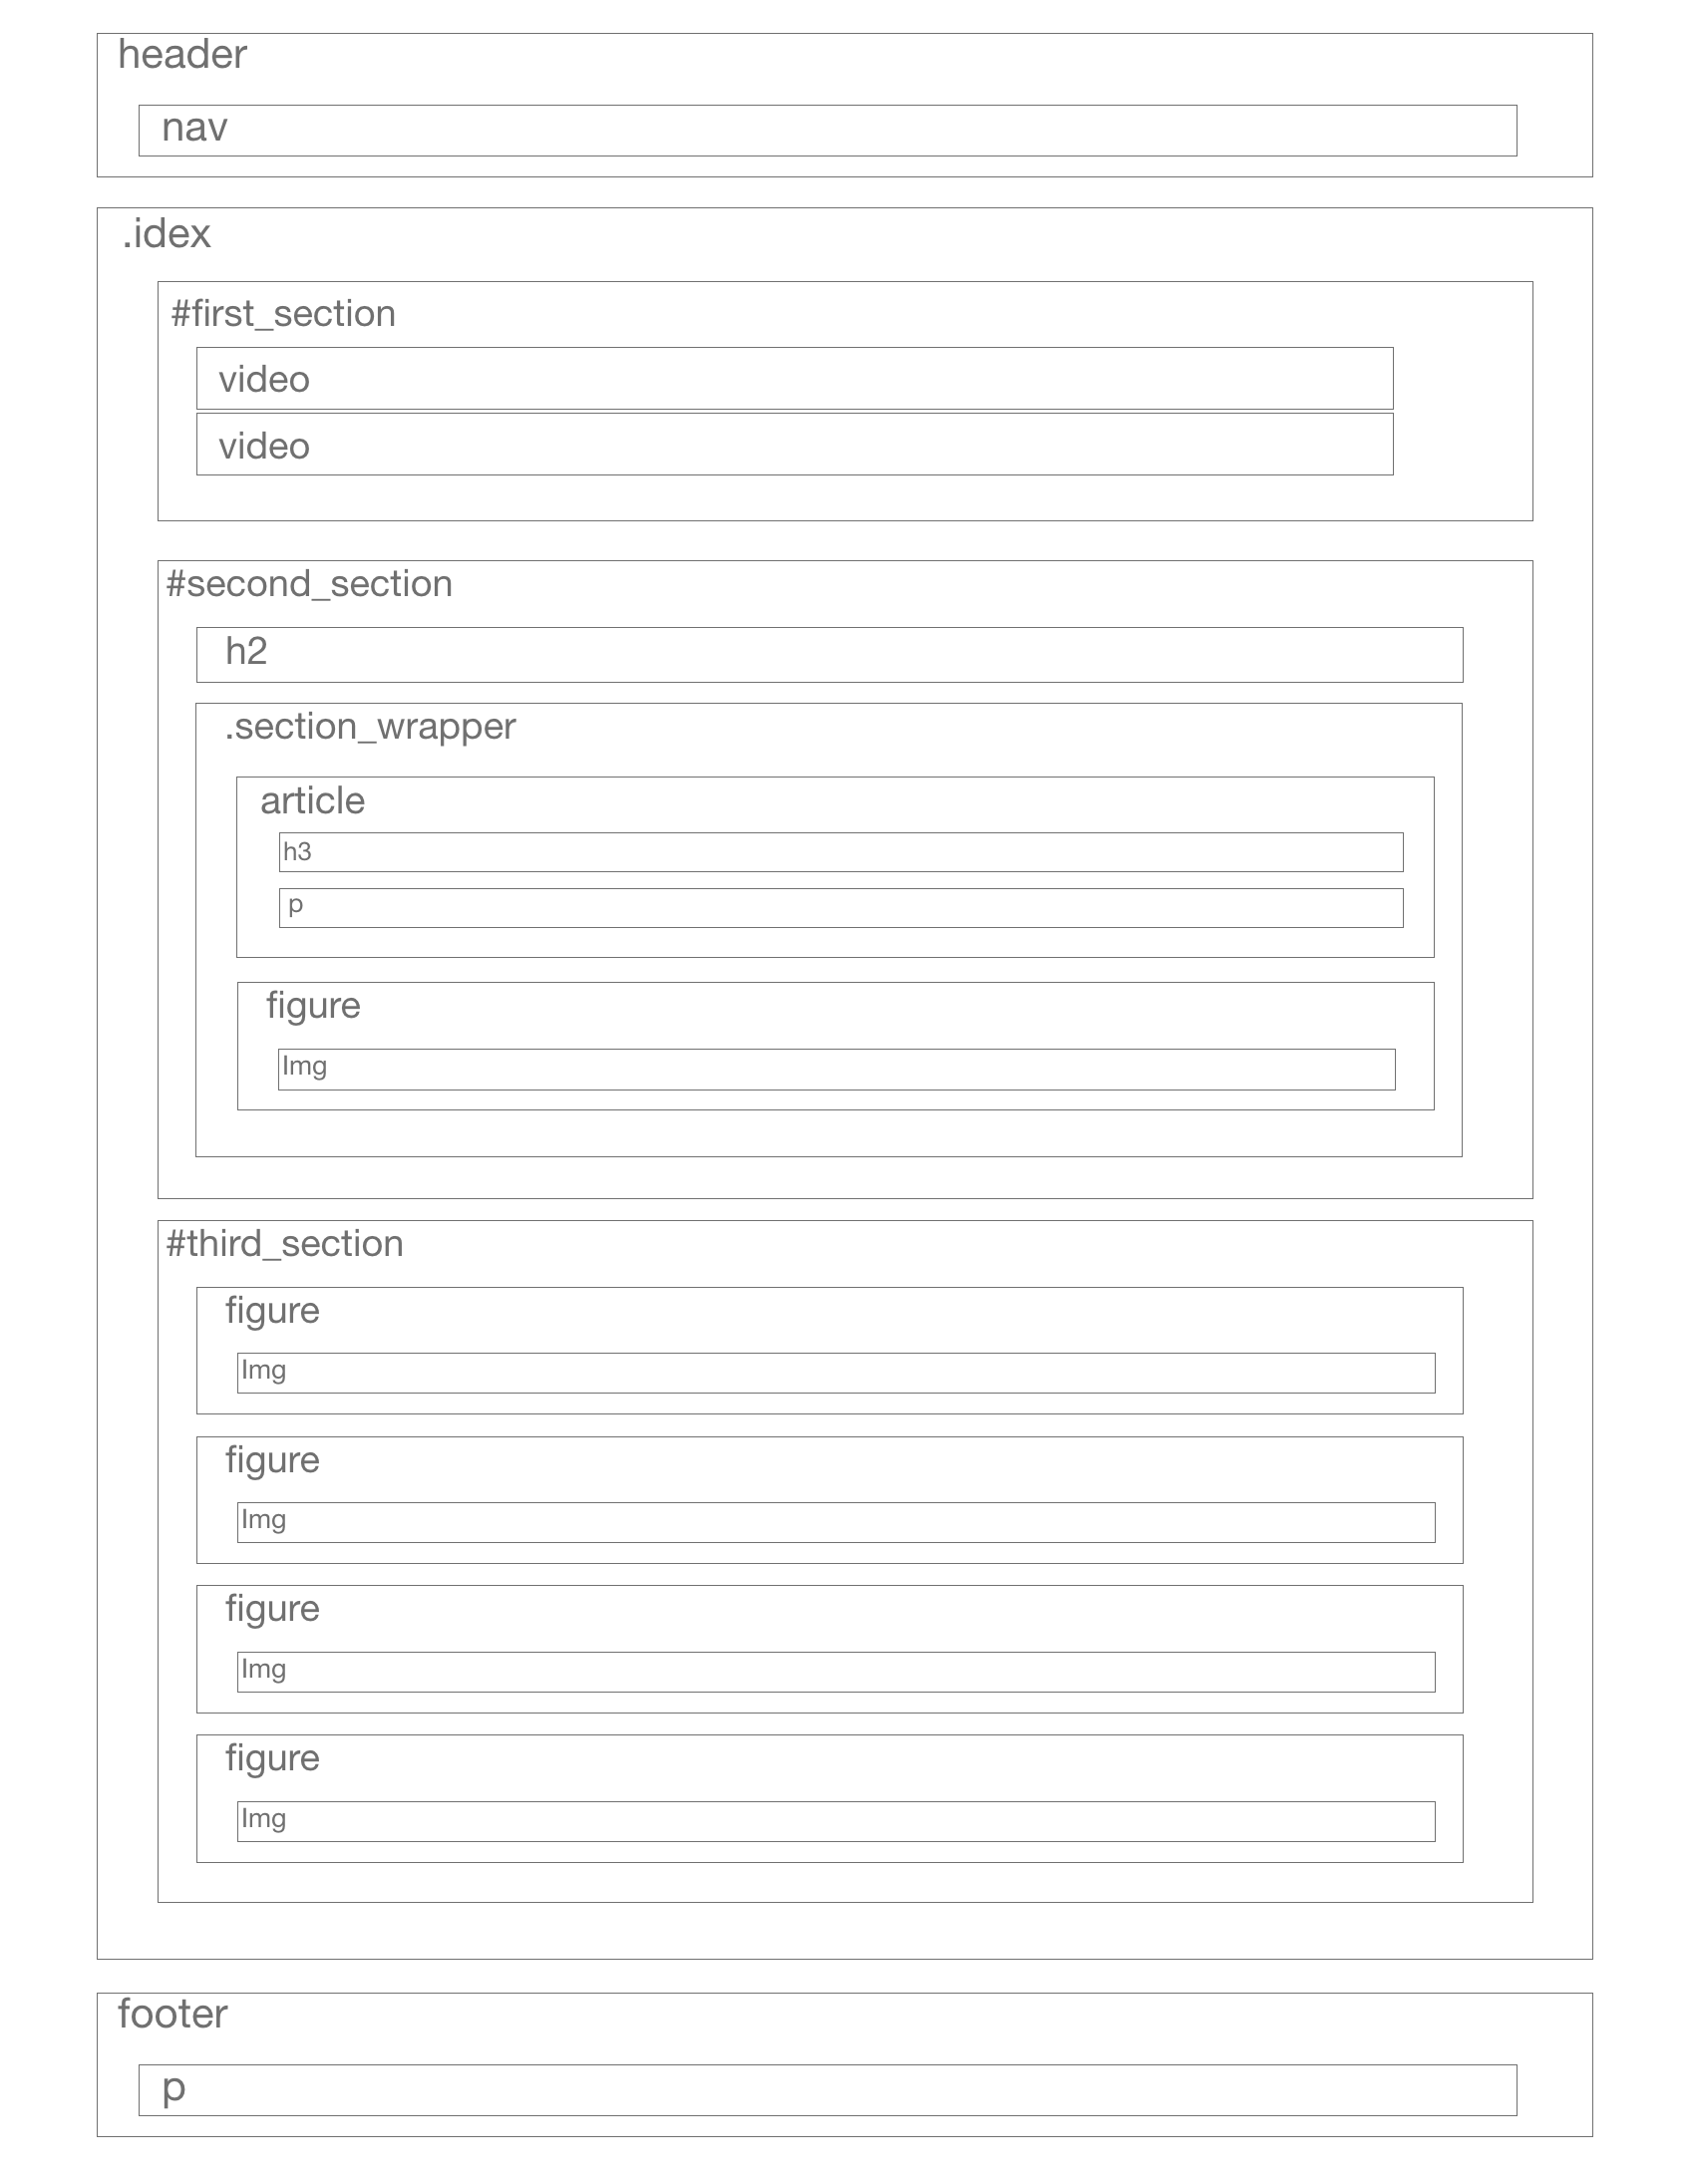 header
nav
.idex
#first_section
video
video
#second_section
h2
.section_wrapper
article
h3
p
figure
Img
#third_section
figure
Img
figure
Img
figure
Img
figure
Img
footer
p